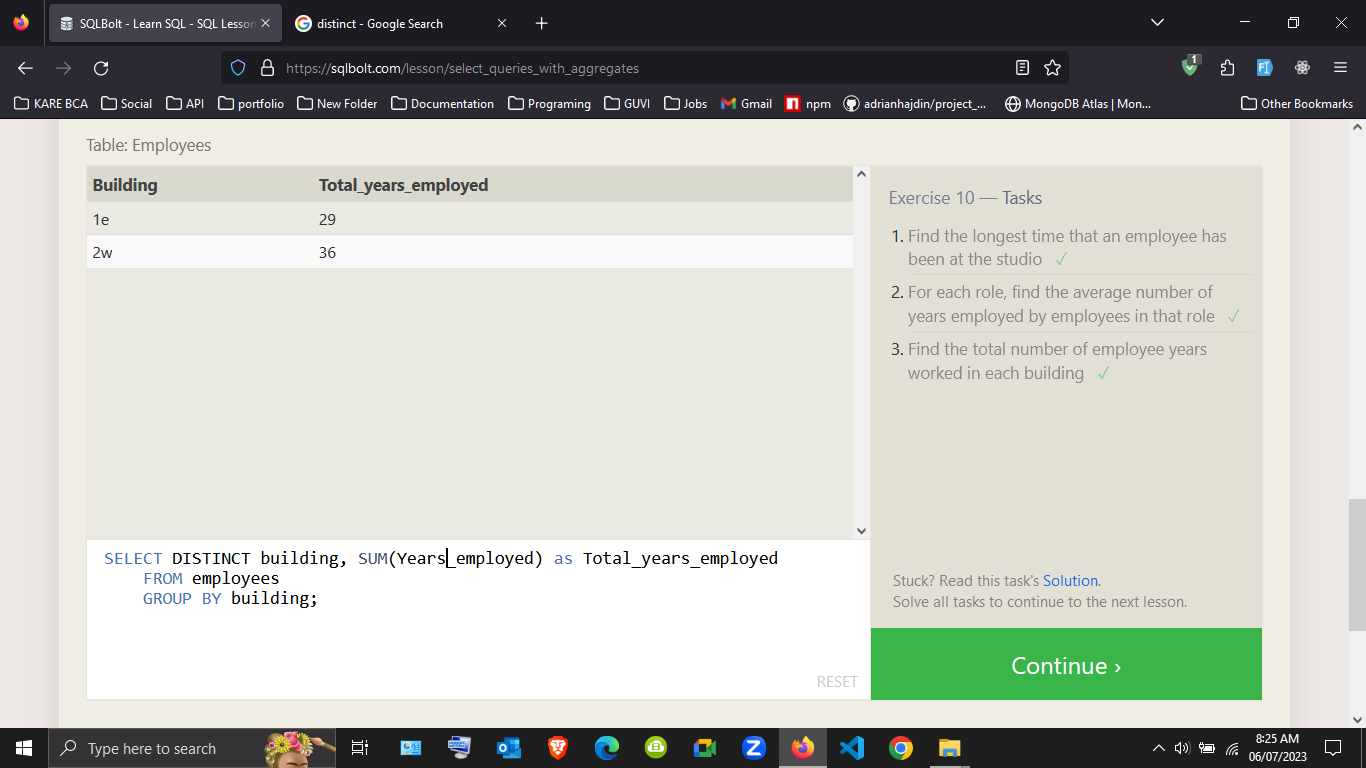 SQLBolt - Learn SQL - SQL Lesson
distinct - Google Search
https://sqlbolt.com/lesson/select_queries_with_aggregates
1
KARE BCA
Social
API
portfolio
New Folder
Documentation
Programing
GUVI
Jobs
Gmail
npm
adrianhajdin/project_...
MongoDB Atlas | Mon...
Other Bookmarks
Table: Employees
Building Total_years_employed
1e 29
2w 36
Exercise 10 — Tasks
1. Find the longest time that an employee has
been at the studio ✓
2. For each role, find the average number of
years employed by employees in that role ✓
3. Find the total number of employee years
worked in each building ✓
SELECT DISTINCT building, SUM(Years_employed) as Total_years_employed
FROM employees
GROUP BY building;
RESET
Stuck? Read this task's Solution.
Solve all tasks to continue to the next lesson.
Continue ›
Type here to search
8:25 AM
06/07/2023